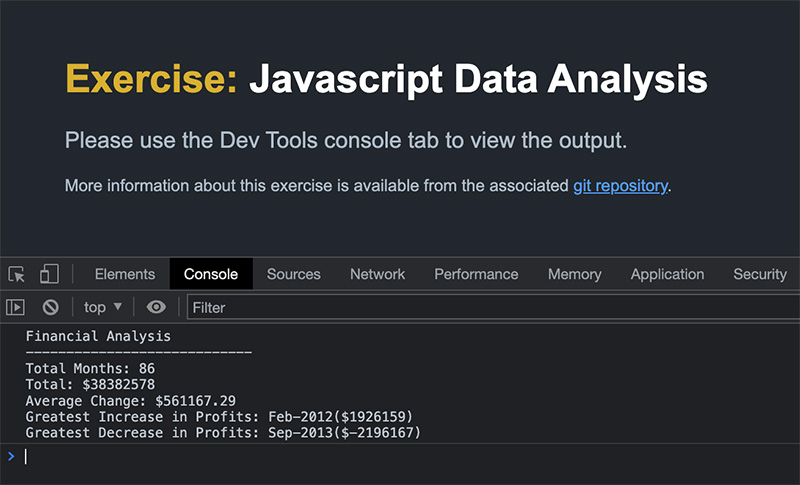 Exercise: Javascript Data Analysis
Please use the Dev Tools console tab to view the output.
More information about this exercise is available from the associated git repository.
Elements Console Sources Network Performance Memory Application Security
top ▼ Filter
Financial Analysis
----------------------------
Total Months: 86
Total: $38382578
Average Change: $561167.29
Greatest Increase in Profits: Feb-2012($1926159)
Greatest Decrease in Profits: Sep-2013($-2196167)
>